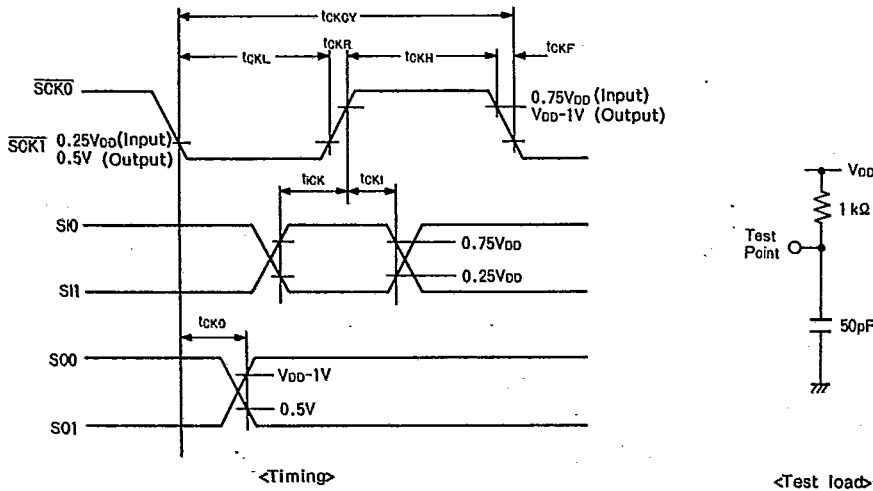 tCKCY
tCKL
tCKR
tCKH
tCKF
SCK0
0.75VDD (Input)
VDD-1V (Output)
SCK1 0.25VDD (Input)
0.5V (Output)
tICK
tCKI
SI0
0.75VDD
0.25VDD
SI1
tCKO
SO0
VDD-1V
0.5V
SO1
<Timing>
VDD
1kΩ
Test
Point
50pF
<Test load>